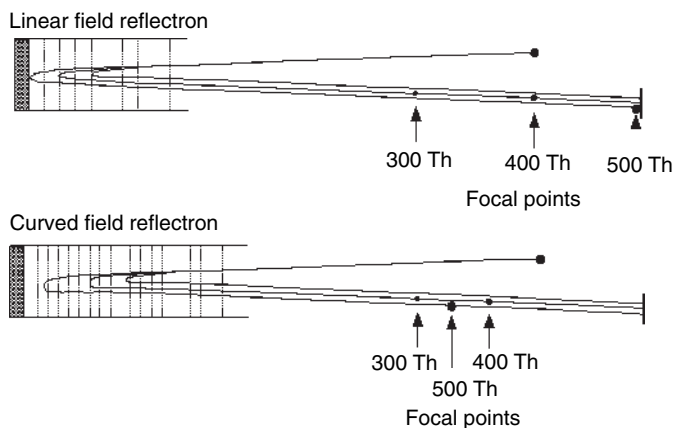 Linear field reflectron
300 Th
400 Th
500 Th
Focal points
Curved field reflectron
300 Th
400 Th
500 Th
Focal points